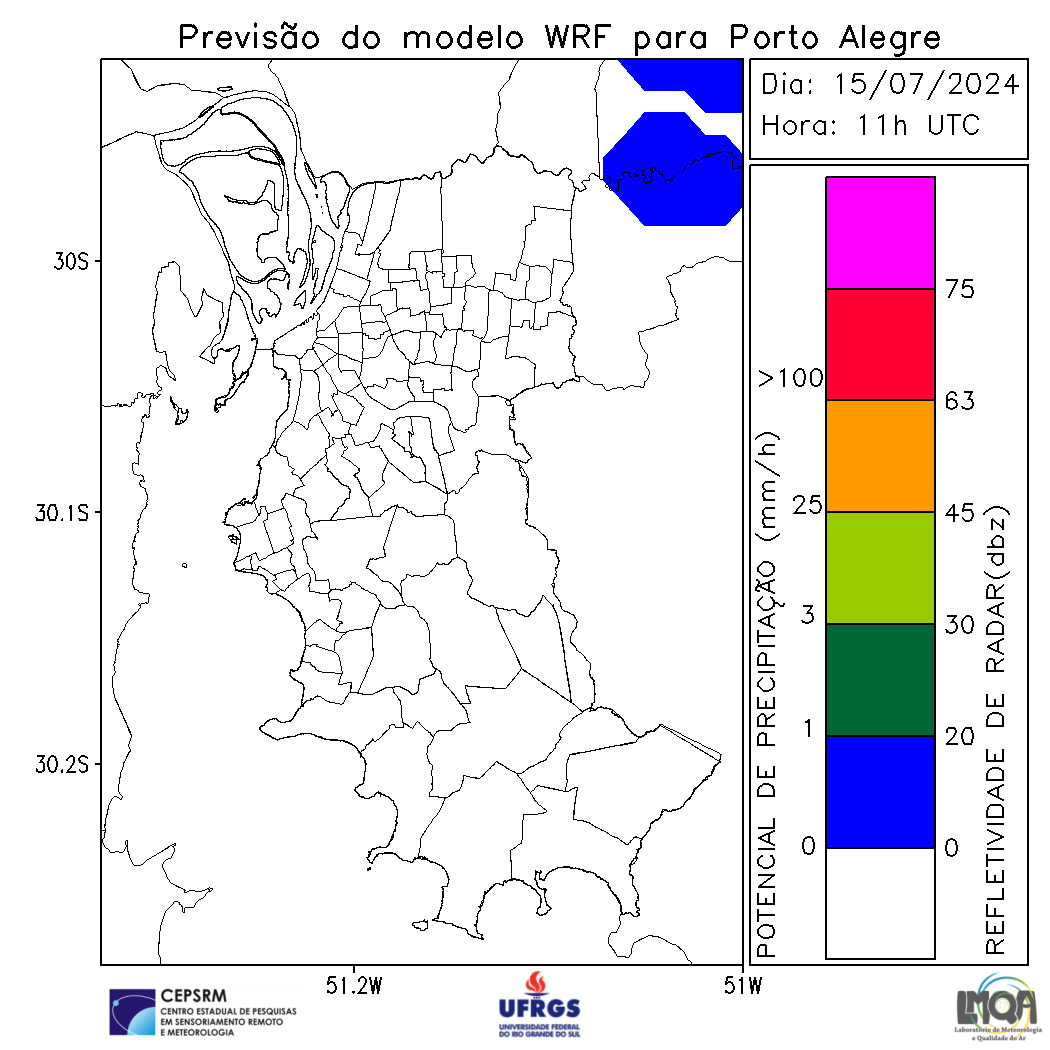 Previsão do modelo WRF para Porto Alegre
Dia: 15/07/2024
Hora: 11h UTC
30S
30.1S
30.2S
51.2W
51W
POTENCIAL DE PRECIPITAÇÃO (mm/h)
>100
25
3
1
0
75
63
45
30
20
0
REFLETIVIDADE DE RADAR(dbz)
CEPSRM
CENTRO ESTADUAL DE PESQUISAS
EM SENSORIAMENTO REMOTO
E METEOROLOGIA
UFRGS
UNIVERSIDADE FEDERAL
DO RIO GRANDE DO SUL
LMQA
Laboratório de Meteorologia
e Qualidade do Ar